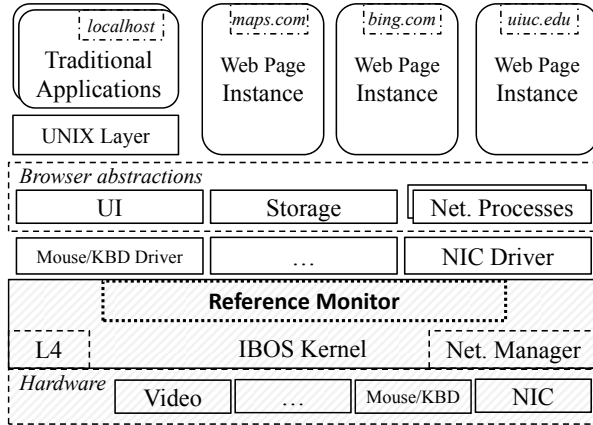 localhost
maps.com
bing.com
uiuc.edu
Traditional
Applications
Web Page
Instance
Web Page
Instance
Web Page
Instance
UNIX Layer
Browser abstractions
UI
Storage
Net. Processes
Mouse/KBD Driver
...
NIC Driver
Reference Monitor
L4
IBOS Kernel
Net. Manager
Hardware
Video
...
Mouse/KBD
NIC